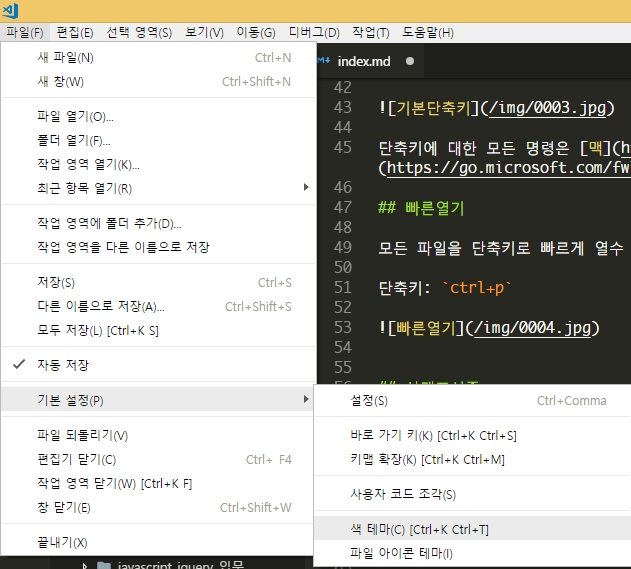 파일(F) 편집(E) 선택 영역(S) 보기(V) 이동(G) 디버그(D) 작업(T) 도움말(H)
새 파일(N) Ctrl+N
새 창(W) Ctrl+Shift+N
파일 열기(O)...
폴더 열기(F)...
작업 영역 열기(K)...
최근 항목 열기(R)
작업 영역에 폴더 추가(D)...
작업 영역을 다른 이름으로 저장
저장(S) Ctrl+S
다른 이름으로 저장(A)... Ctrl+Shift+S
모두 저장(L) [Ctrl+K S]
자동 저장
기본 설정(P)
파일 되돌리기(V)
편집기 닫기(C) Ctrl+ F4
작업 영역 닫기(W) [Ctrl+K F]
창 닫기(E) Ctrl+Shift+W
끝내기(X)
index.md
42
43 ![기본단축키](/img/0003.jpg)
44
45 단축키에 대한 모든 명령은 [맥](h
(https://go.microsoft.com/fw
46
47 ## 빠른열기
48
49 모든 파일을 단축키로 빠르게 열수
50
51 단축키: `ctrl+p`
52
53 ![빠른열기](/img/0004.jpg)
54
55
설정(S) Ctrl+Comma
바로 가기 키(K) [Ctrl+K Ctrl+S]
키맵 확장(K) [Ctrl+K Ctrl+M]
사용자 코드 조각(S)
색 테마(C) [Ctrl+K Ctrl+T]
파일 아이콘 테마(I)
javascript jquery 입문